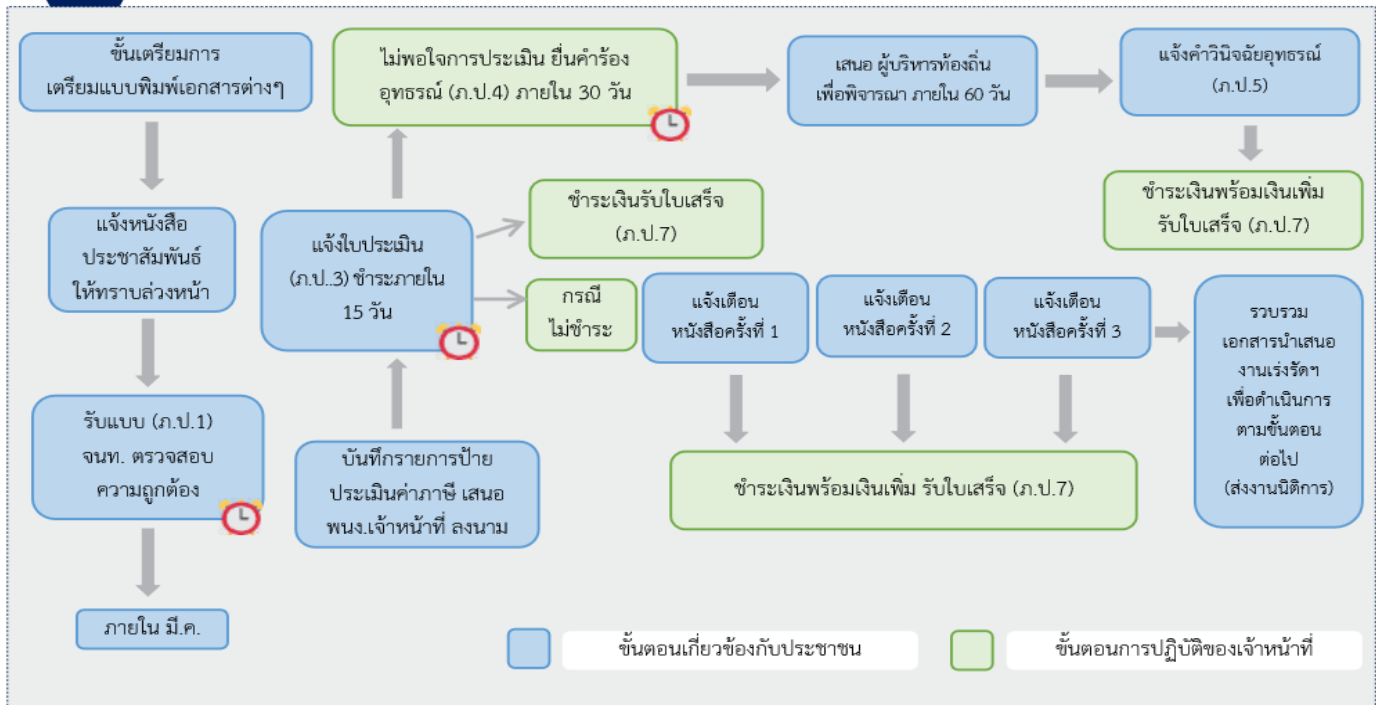 ขั้นเตรียมการ
เตรียมแบบพิมพ์เอกสารต่างๆ
แจ้งหนังสือ
ประชาสัมพันธ์
ให้ทราบล่วงหน้า
รับแบบ (ภ.ป.1)
จนท. ตรวจสอบ
ความถูกต้อง
ภายใน มี.ค.
บันทึกรายการป้าย
ประเมินค่าภาษี เสนอ
พนง.เจ้าหน้าที่ ลงนาม
แจ้งใบประเมิน
(ภ.ป..3) ชำระภายใน
15 วัน
ไม่พอใจการประเมิน ยื่นคำร้อง
อุทธรณ์ (ภ.ป.4) ภายใน 30 วัน
เสนอ ผู้บริหารท้องถิ่น
เพื่อพิจารณา ภายใน 60 วัน
แจ้งคำวินิจฉัยอุทธรณ์
(ภ.ป.5)
ชำระเงินพร้อมเงินเพิ่ม
รับใบเสร็จ (ภ.ป.7)
ชำระเงินรับใบเสร็จ
(ภ.ป.7)
กรณี
ไม่ชำระ
แจ้งเตือน
หนังสือครั้งที่ 1
แจ้งเตือน
หนังสือครั้งที่ 2
แจ้งเตือน
หนังสือครั้งที่ 3
รวบรวม
เอกสารนำเสนอ
งานเร่งรัดฯ
เพื่อดำเนินการ
ตามขั้นตอน
ต่อไป
(ส่งงานนิติการ)
ชำระเงินพร้อมเงินเพิ่ม รับใบเสร็จ (ภ.ป.7)
ขั้นตอนเกี่ยวข้องกับประชาชน
ขั้นตอนการปฏิบัติของเจ้าหน้าที่